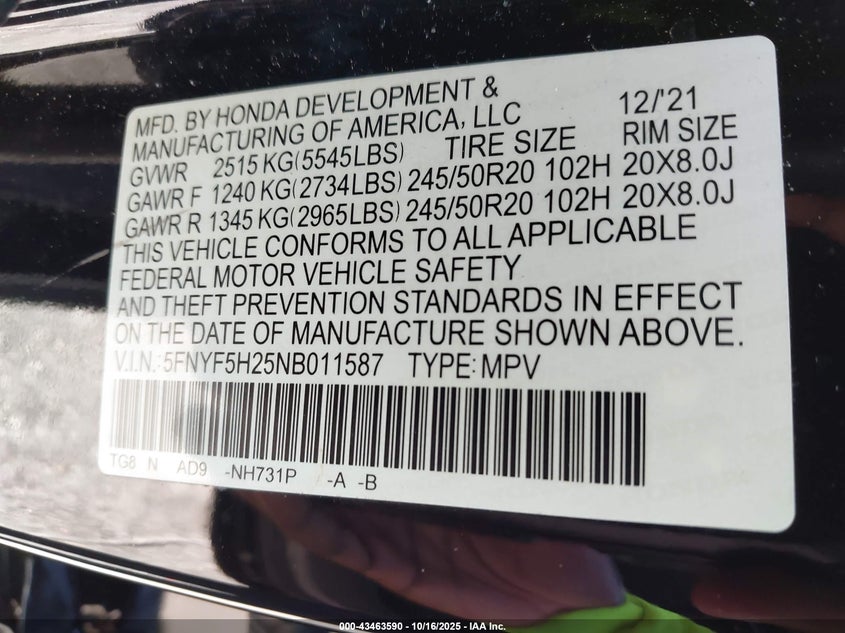 MFD. BY HONDA DEVELOPMENT &
MANUFACTURING OF AMERICA, LLC 12/'21
GVWR 2515 KG(5545LBS) TIRE SIZE RIM SIZE
GAWR F 1240 KG(2734LBS) 245/50R20 102H 20X8.0J
GAWR R 1345 KG(2965LBS) 245/50R20 102H 20X8.0J
THIS VEHICLE CONFORMS TO ALL APPLICABLE
FEDERAL MOTOR VEHICLE SAFETY
AND THEFT PREVENTION STANDARDS IN EFFECT
ON THE DATE OF MANUFACTURE SHOWN ABOVE.
V.I.N.:5FNYF5H25NB011587 TYPE:MPV
TG8 N AD9 -NH731P -A -B
000-43463590 - 10/16/2025 - IAA Inc.